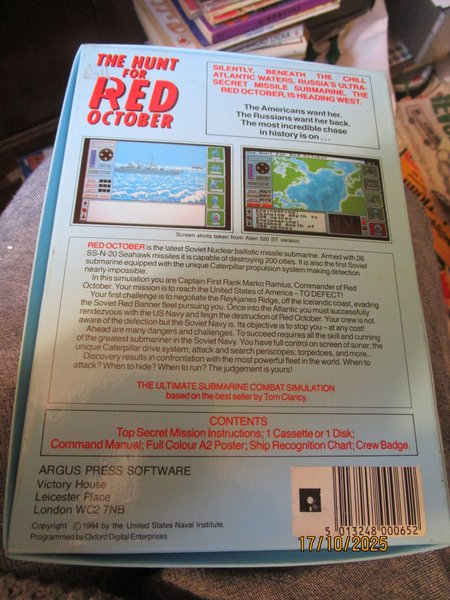 THE HUNT
FOR
RED
OCTOBER
SILENTLY, BENEATH THE CHILL
ATLANTIC WATERS, RUSSIA'S ULTRA-
SECRET MISSILE SUBMARINE, THE
RED OCTOBER, IS HEADING WEST.
The Americans want her.
The Russians want her back.
The most incredible chase
in history is on . . .
Screen shots taken from Atari 520 ST version
RED OCTOBER is the latest Soviet Nuclear ballistic missile submarine. Armed with 26
SS-N-20 Seahawk missiles it is capable of destroying 200 cities. It is also the first Soviet
submarine equipped with the unique Caterpillar propulsion system making detection
nearly impossible.
In this simulation you are Captain First Rank Marko Ramius, Commander of Red
October. Your mission is to reach the United States of America – TO DEFECT!
Your first challenge is to negotiate the Reykjanes Ridge, off the Icelandic coast, evading
the Soviet Red Banner fleet pursuing you. Once into the Atlantic you must successfully
rendezvous with the US Navy and feign the destruction of Red October. Your crew is not
aware of the defection but the Soviet Navy is. Its objective is to stop you – at any cost!
Ahead are many dangers and challenges. To succeed requires all the skill and cunning
of the greatest submariner in the Soviet Navy. You have full control on screen of sonar; the
unique Caterpillar drive system; attack and search periscopes; torpedoes, and more...
Discovery results in confrontation with the most powerful fleet in the world. When to
attack? When to hide? When to run? The judgement is yours!
THE ULTIMATE SUBMARINE COMBAT SIMULATION
based on the best seller by Tom Clancy.
CONTENTS
Top Secret Mission Instructions; 1 Cassette or 1 Disk;
Command Manual; Full Colour A2 Poster; Ship Recognition Chart; Crew Badge.
ARGUS PRESS SOFTWARE
Victory House
Leicester Place
London WC2 7NB
Copyright © 1984 by the United States Naval Institute.
Programmed by Oxford Digital Enterprises
5 013248 000652
17/10/2025